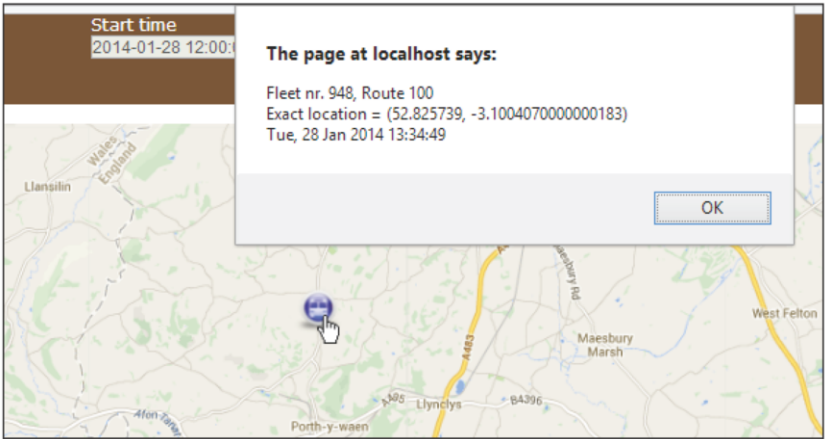 Start time
2014-01-28 12:00:
The page at localhost says:
Fleet nr. 948, Route 100
Exact location = (52.825739, -3.1004070000000183)
Tue, 28 Jan 2014 13:34:49
OK
Wales
England
Llansilin
Maesbury Rd
West Felton
A483
Maesbury
Marsh
A495
Llynclys
B4396
Afon Tanat
Porth-y-waen